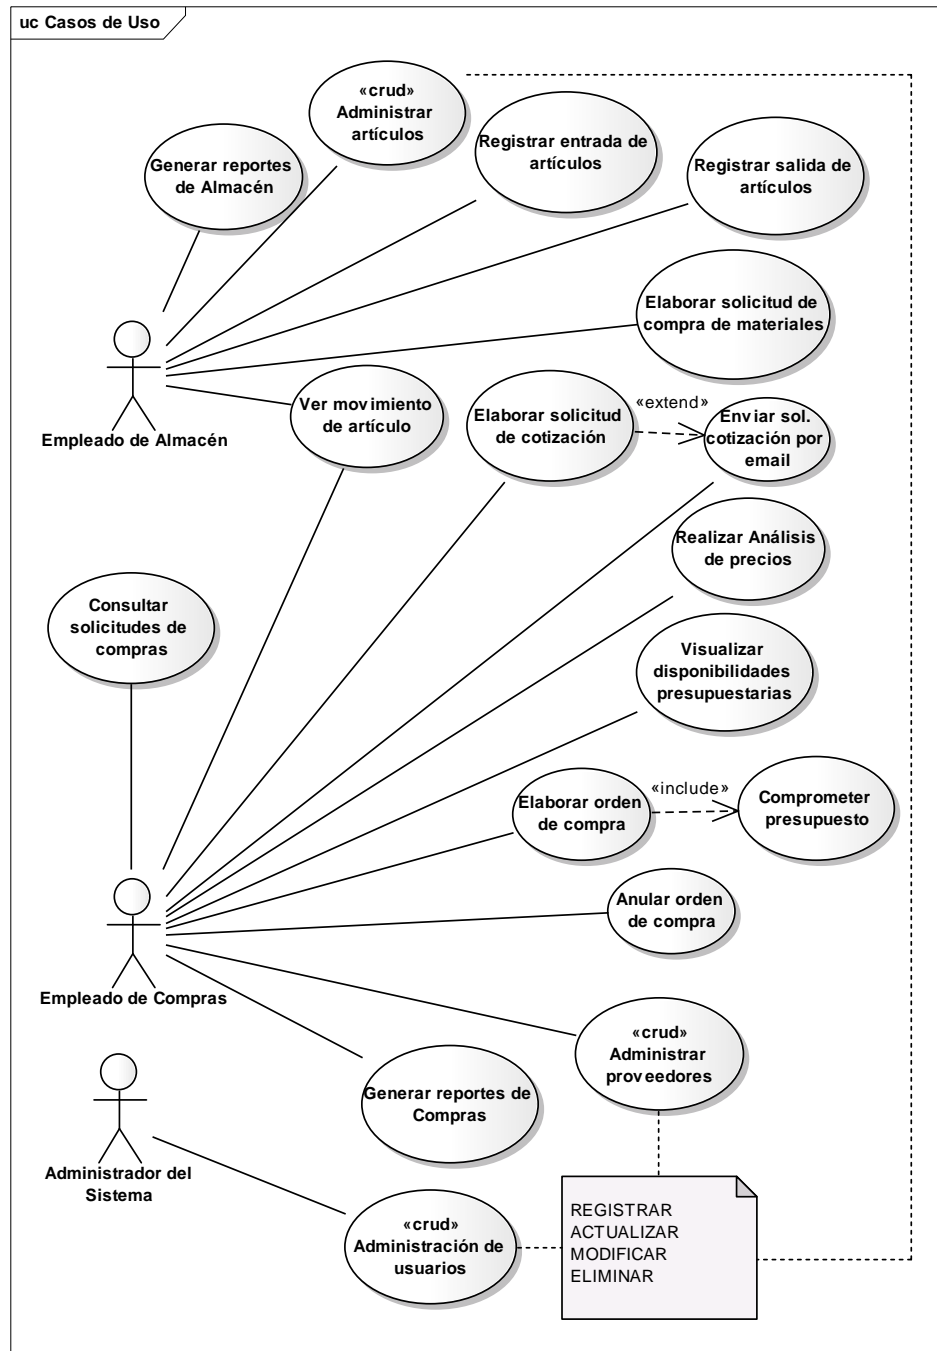 uc Casos de Uso
«crud»
Administrar
artículos
Generar reportes
de Almacén
Registrar entrada de
artículos
Registrar salida de
artículos
Elaborar solicitud de
compra de materiales
Empleado de Almacén
Ver movimiento
de artículo
Elaborar solicitud
de cotización
«extend»
Enviar sol.
cotización por
email
Realizar Análisis
de precios
Consultar
solicitudes de
compras
Visualizar
disponibilidades
presupuestarias
Elaborar orden
de compra
«include»
Comprometer
presupuesto
Anular orden
de compra
Empleado de Compras
«crud»
Administrar
proveedores
Generar reportes de
Compras
Administrador del
Sistema
«crud»
Administración de
usuarios
REGISTRAR
ACTUALIZAR
MODIFICAR
ELIMINAR